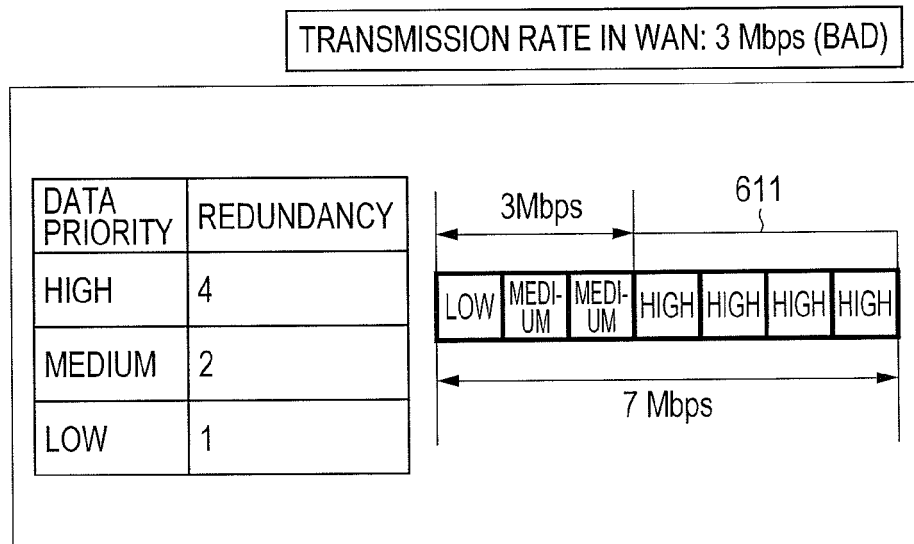 TRANSMISSION RATE IN WAN: 3 Mbps (BAD)
DATA
PRIORITY
REDUNDANCY
HIGH
4
MEDIUM
2
LOW
1
3Mbps
611
LOW
MEDI-
UM
MEDI-
UM
HIGH
HIGH
HIGH
HIGH
7 Mbps